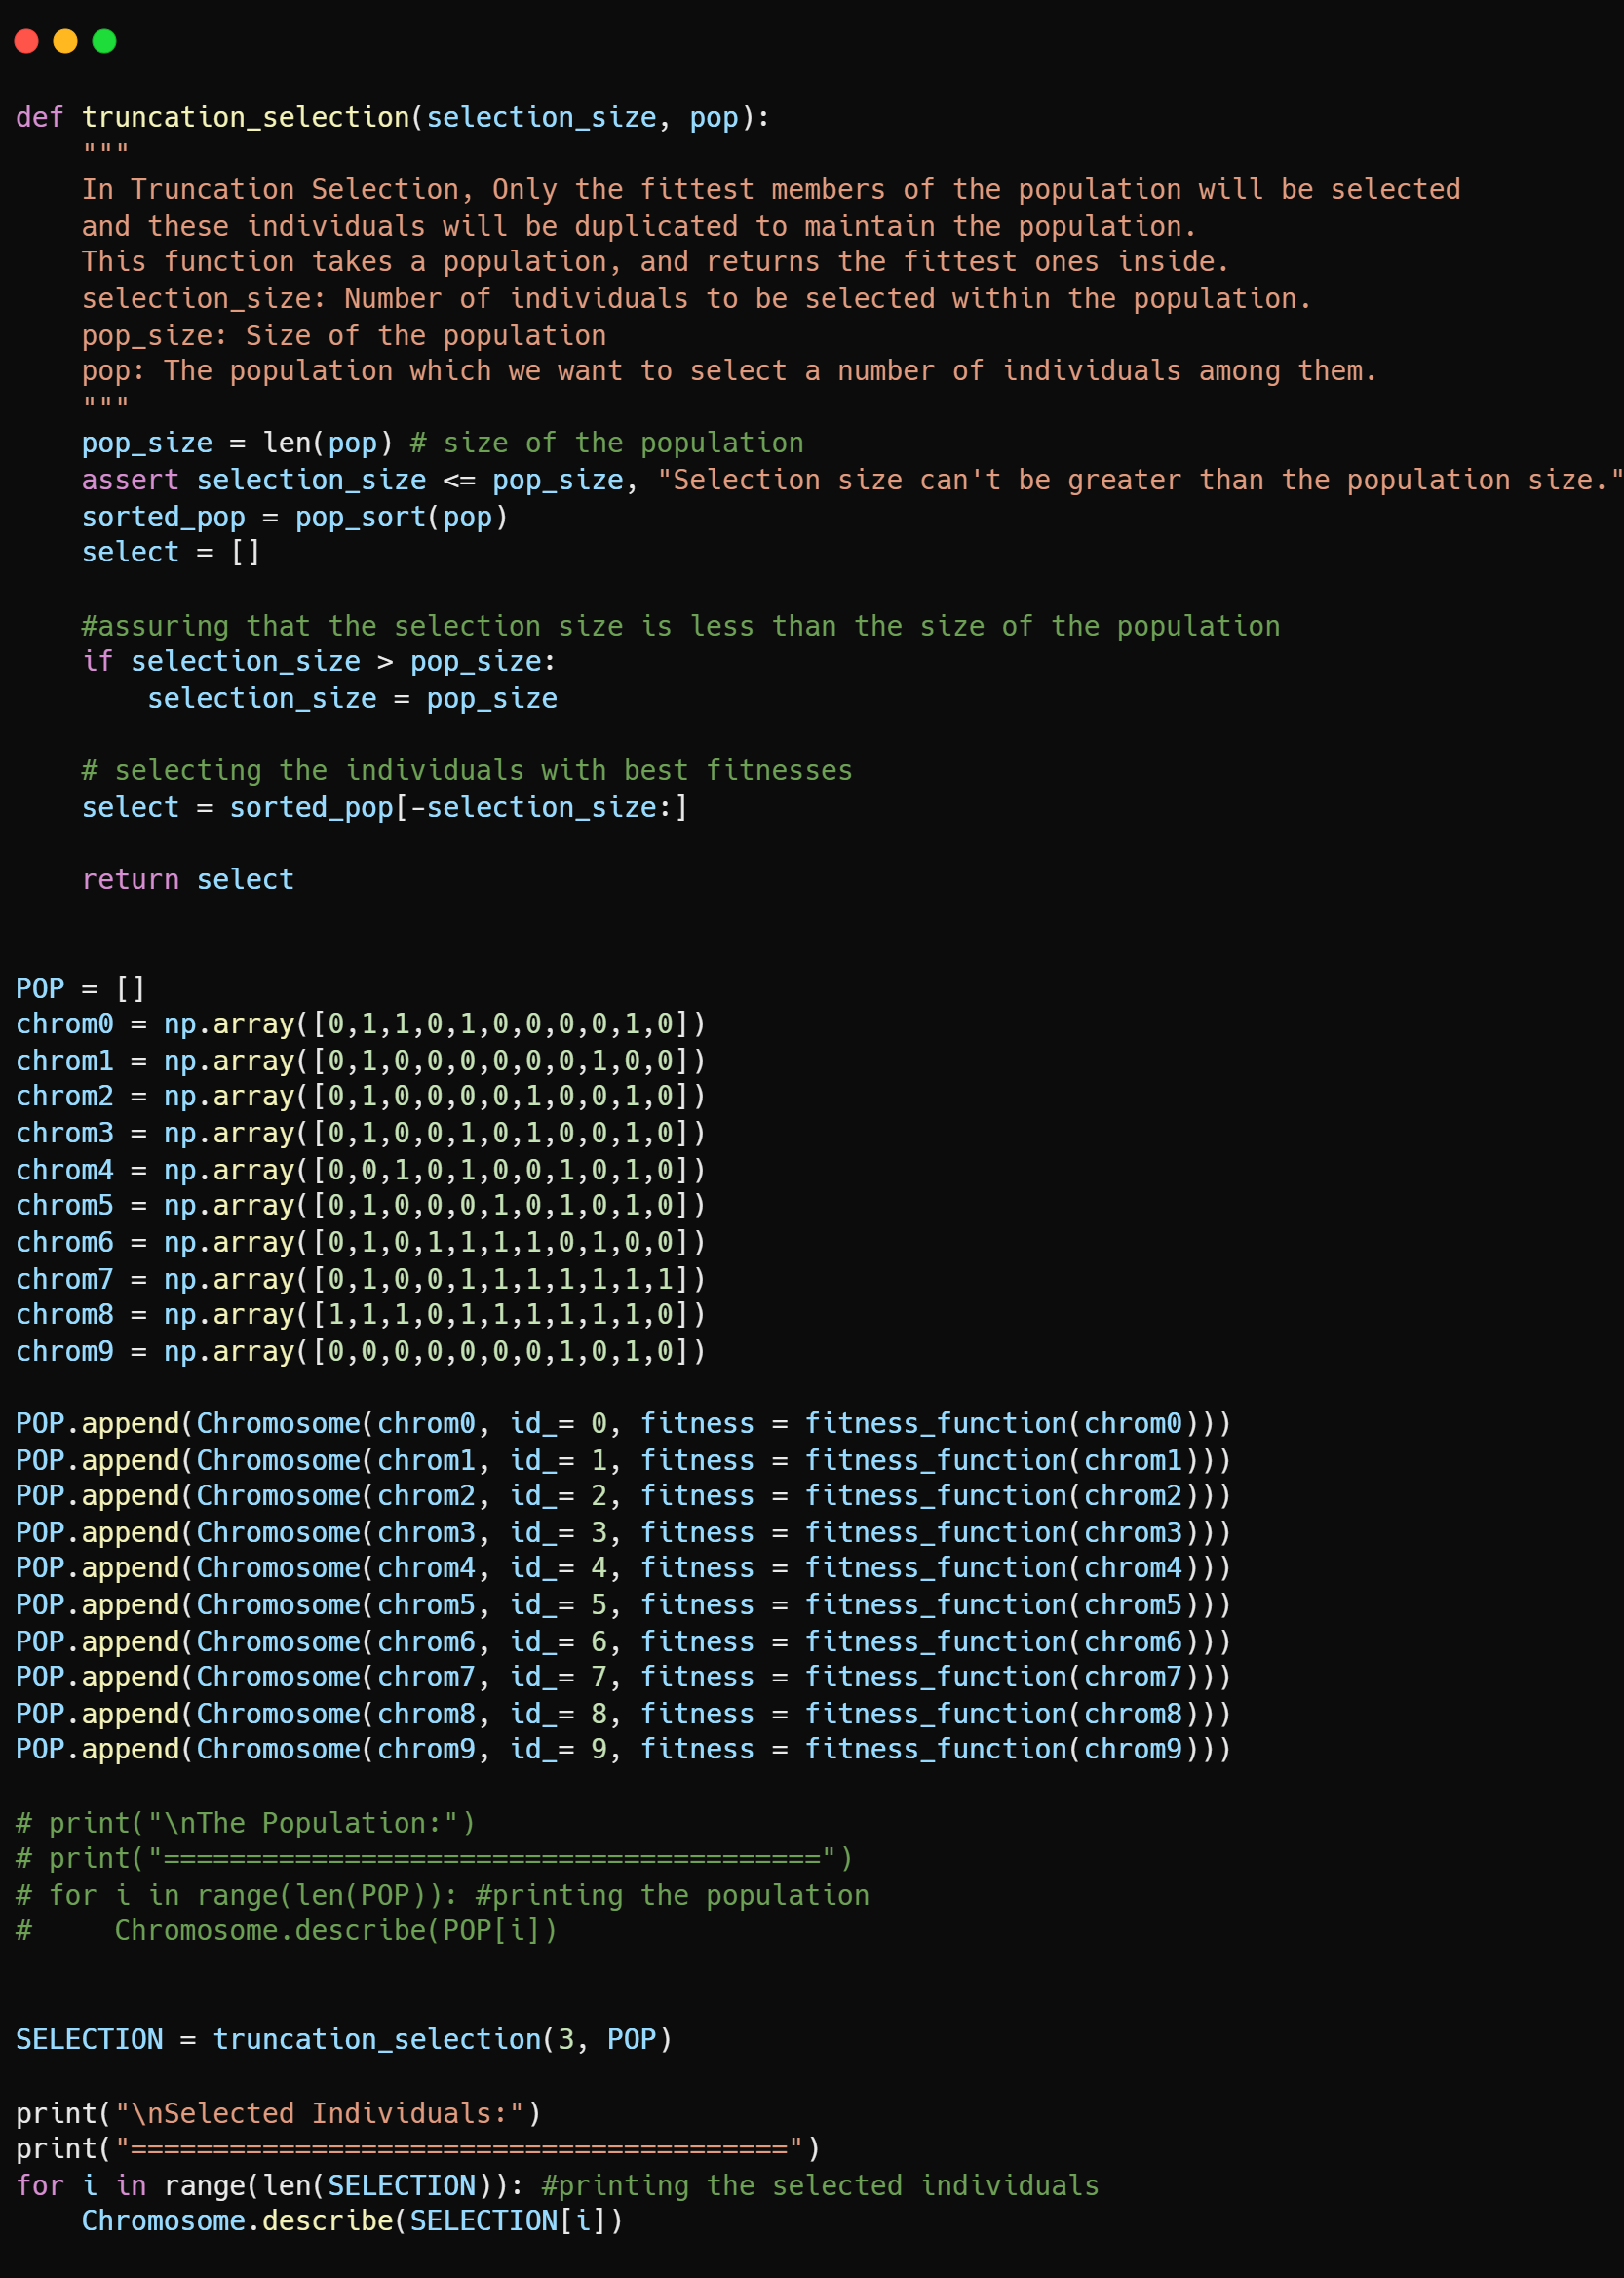 def truncation_selection(selection_size, pop):
    """
    In Truncation Selection, Only the fittest members of the population will be selected
    and these individuals will be duplicated to maintain the population.
    This function takes a population, and returns the fittest ones inside.
    selection_size: Number of individuals to be selected within the population.
    pop_size: Size of the population
    pop: The population which we want to select a number of individuals among them.
    """
    pop_size = len(pop) # size of the population
    assert selection_size <= pop_size, "Selection size can't be greater than the population size."
    sorted_pop = pop_sort(pop)
    select = []

    #assuring that the selection size is less than the size of the population
    if selection_size > pop_size:
        selection_size = pop_size

    # selecting the individuals with best fitnesses
    select = sorted_pop[-selection_size:]

    return select


POP = []
chrom0 = np.array([0,1,1,0,1,0,0,0,0,1,0])
chrom1 = np.array([0,1,0,0,0,0,0,0,1,0,0])
chrom2 = np.array([0,1,0,0,0,0,1,0,0,1,0])
chrom3 = np.array([0,1,0,0,1,0,1,0,0,1,0])
chrom4 = np.array([0,0,1,0,1,0,0,1,0,1,0])
chrom5 = np.array([0,1,0,0,0,1,0,1,0,1,0])
chrom6 = np.array([0,1,0,1,1,1,1,0,1,0,0])
chrom7 = np.array([0,1,0,0,1,1,1,1,1,1,1])
chrom8 = np.array([1,1,1,0,1,1,1,1,1,1,0])
chrom9 = np.array([0,0,0,0,0,0,0,1,0,1,0])

POP.append(Chromosome(chrom0, id_= 0, fitness = fitness_function(chrom0)))
POP.append(Chromosome(chrom1, id_= 1, fitness = fitness_function(chrom1)))
POP.append(Chromosome(chrom2, id_= 2, fitness = fitness_function(chrom2)))
POP.append(Chromosome(chrom3, id_= 3, fitness = fitness_function(chrom3)))
POP.append(Chromosome(chrom4, id_= 4, fitness = fitness_function(chrom4)))
POP.append(Chromosome(chrom5, id_= 5, fitness = fitness_function(chrom5)))
POP.append(Chromosome(chrom6, id_= 6, fitness = fitness_function(chrom6)))
POP.append(Chromosome(chrom7, id_= 7, fitness = fitness_function(chrom7)))
POP.append(Chromosome(chrom8, id_= 8, fitness = fitness_function(chrom8)))
POP.append(Chromosome(chrom9, id_= 9, fitness = fitness_function(chrom9)))

# print("\nThe Population:")
# print("========================================")
# for i in range(len(POP)): #printing the population
#     Chromosome.describe(POP[i])


SELECTION = truncation_selection(3, POP)

print("\nSelected Individuals:")
print("========================================")
for i in range(len(SELECTION)): #printing the selected individuals
    Chromosome.describe(SELECTION[i])